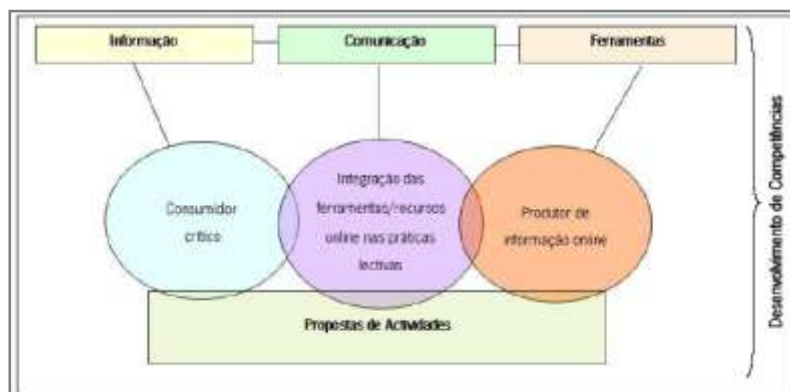 Informação
Comunicação
Ferramentas
Consumidor
crítico
Integração das
ferramentas/recursos
online nas práticas
lectivas
Produtor de
informação online
Propostas de Actividades
Desenvolvimento de Competências